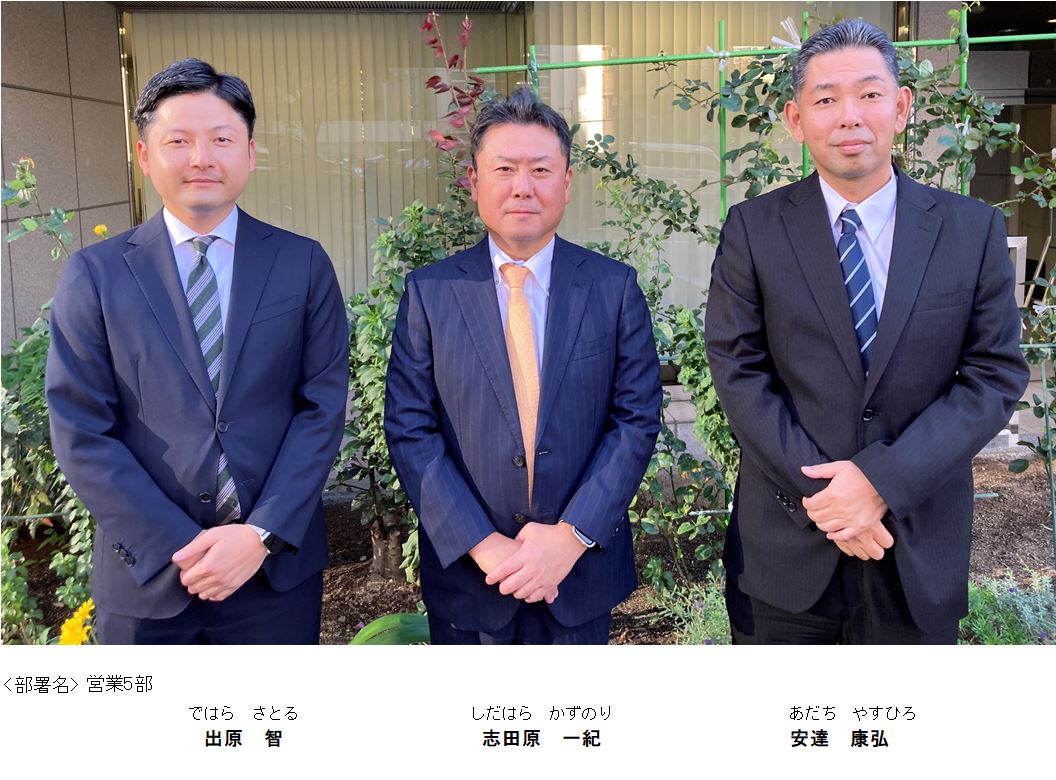 <部署名> 営業5部
ではら　さとる　しだはら　かずのり　あだち　やすひろ
出原　智　志田原　一紀　安達　康弘